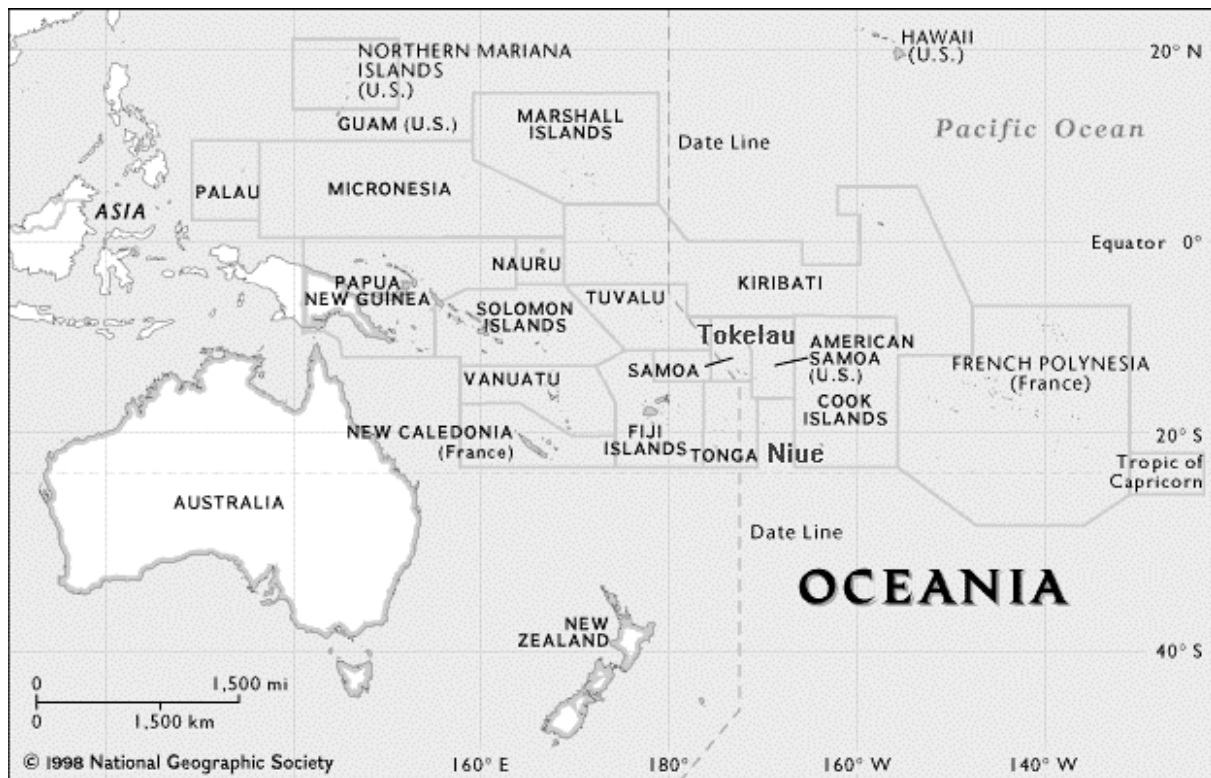 NORTHERN MARIANA
ISLANDS
(U.S.)
HAWAII
(U.S.)
20° N
GUAM (U.S.)
MARSHALL
ISLANDS
Pacific Ocean
Date Line
PALAU
MICRONESIA
ASIA
Equator 0°
NAURU
PAPUA
NEW GUINEA
KIRIBATI
TUVALU
SOLOMON
ISLANDS
Tokelau
AMERICAN
SAMOA
(U.S.)
SAMOA
FRENCH POLYNESIA
(France)
VANUATU
COOK
ISLANDS
NEW CALEDONIA
(France)
FIJI
ISLANDS
TONGA
Niue
20° S
Tropic of
Capricorn
AUSTRALIA
Date Line
OCEANIA
NEW
ZEALAND
40° S
0 1,500 mi
0 1,500 km
© 1998 National Geographic Society
160° E
180°
160° W
140° W